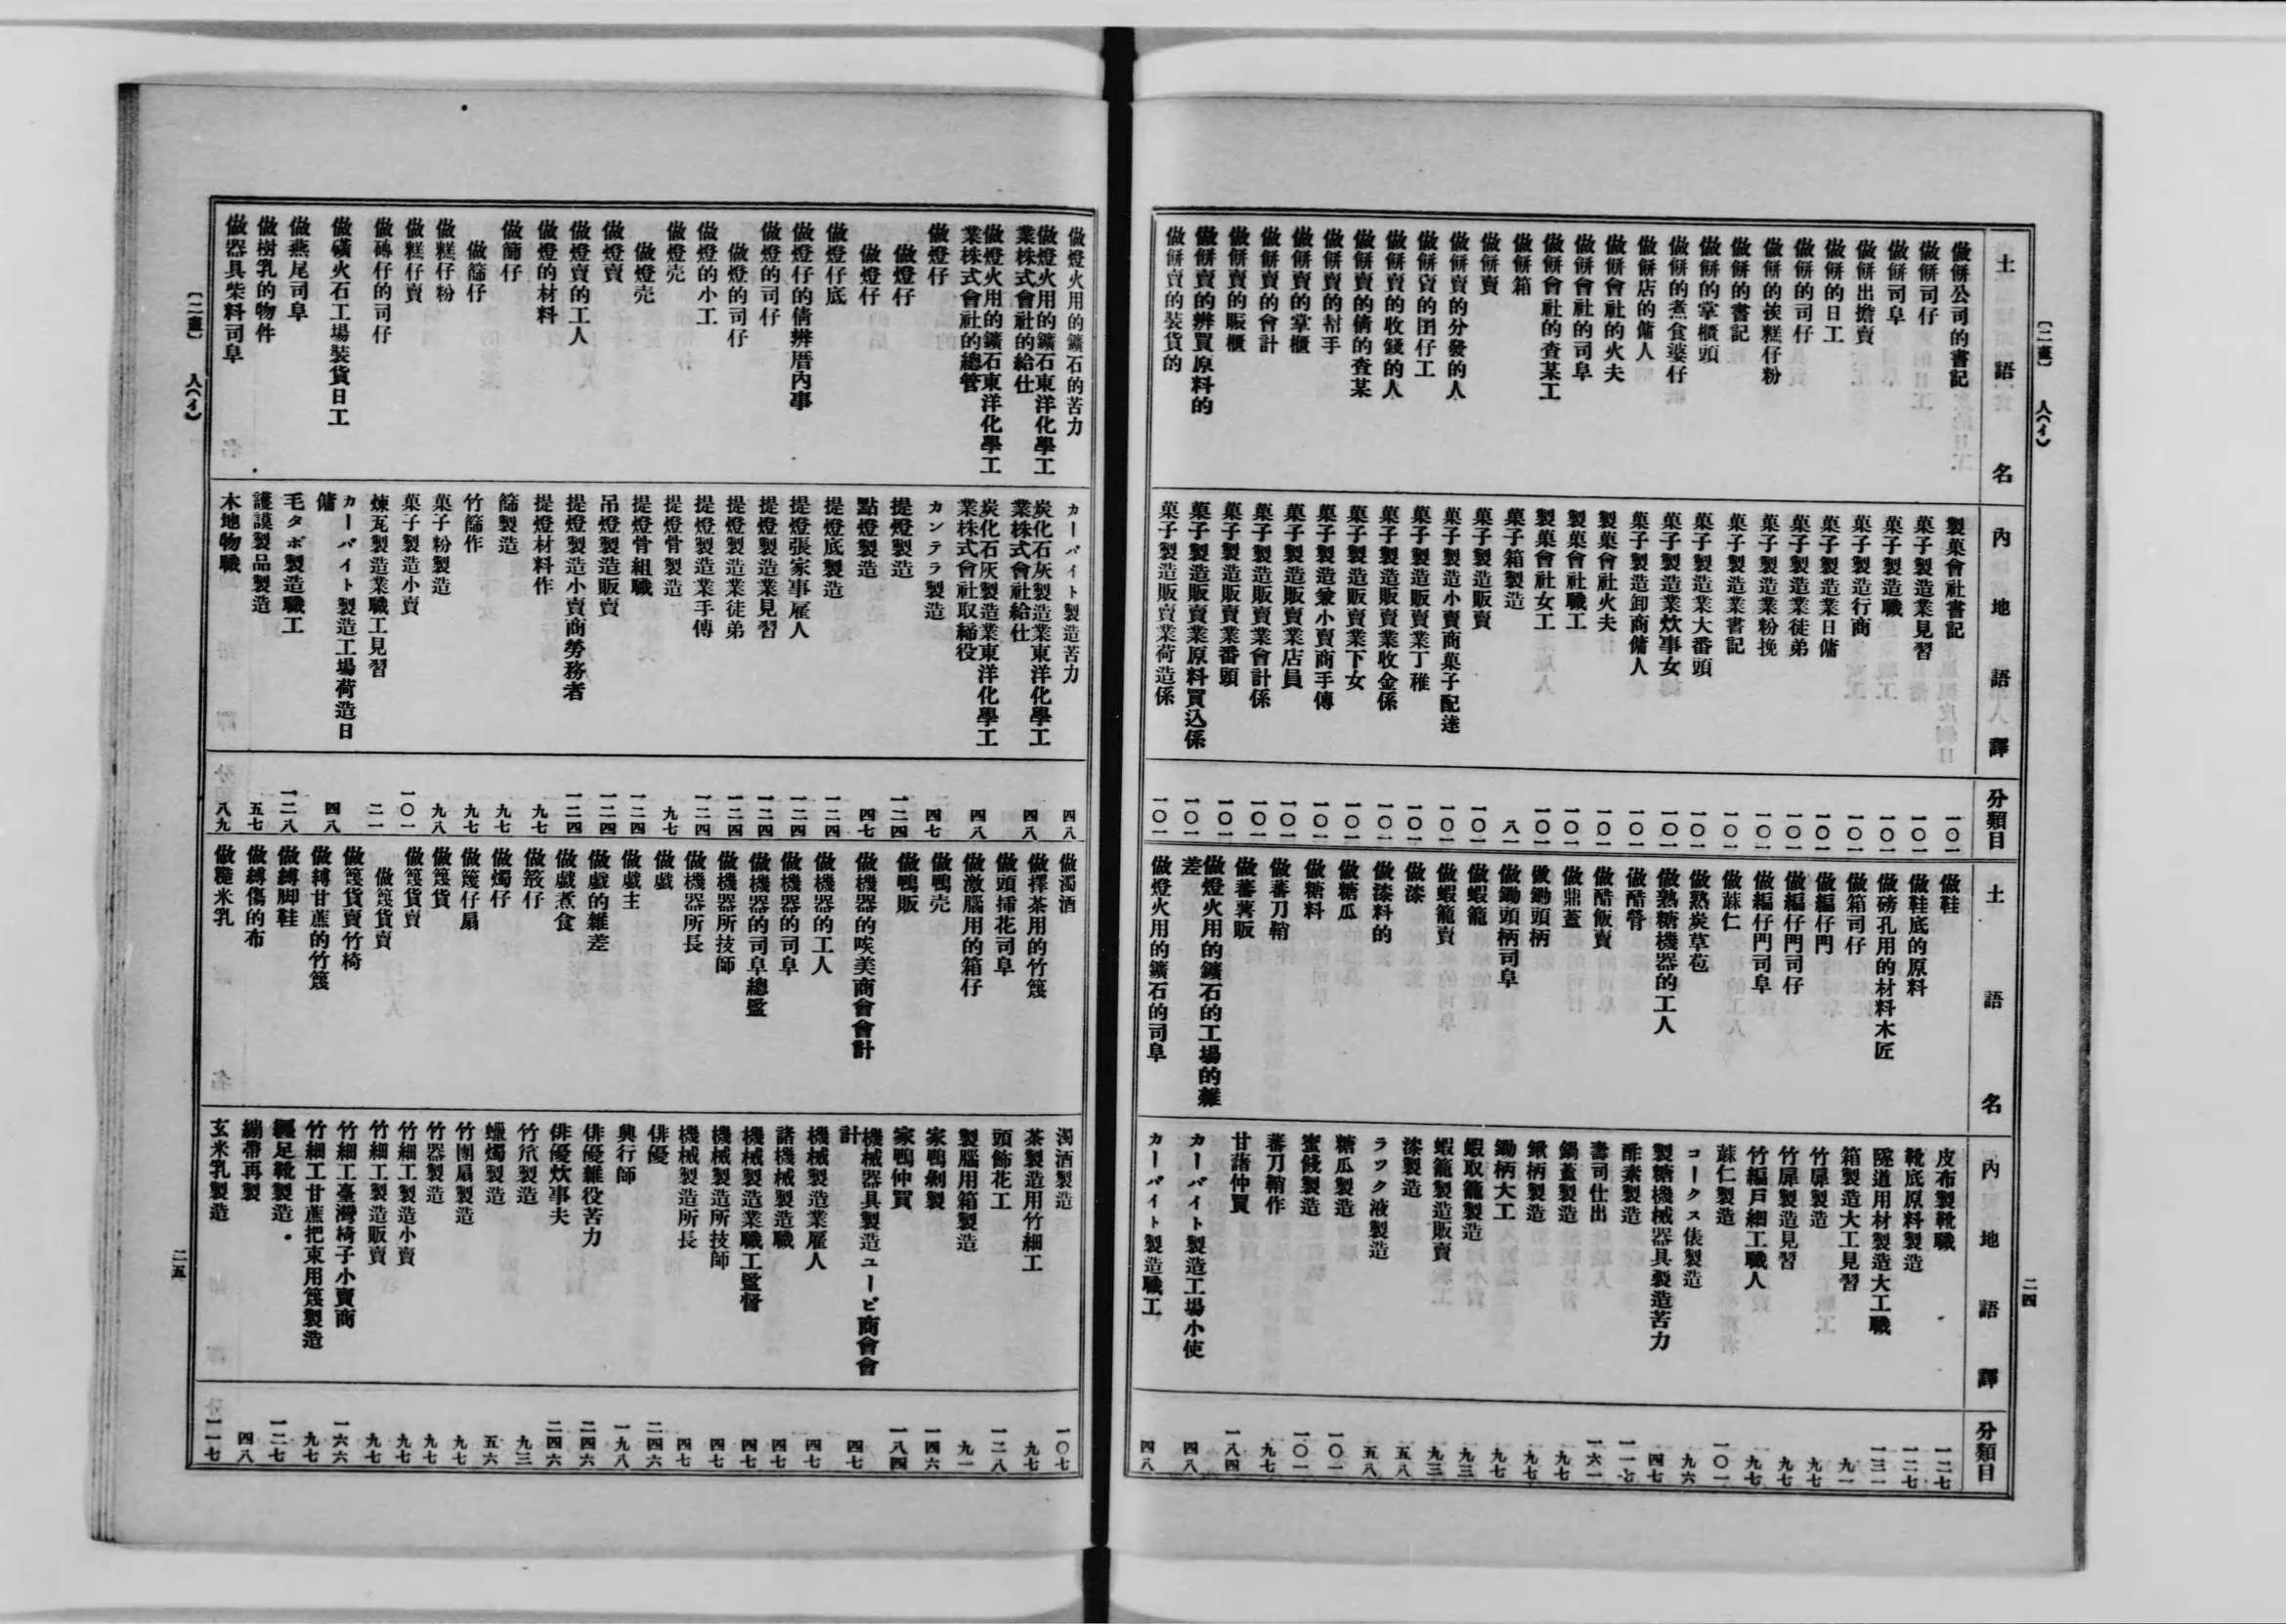 〔二畫〕 人(イ) 二四
土語名 內地語譯 分類目
做餅公司的書記 製菓會社書記 一〇一
做餅司仔 菓子製造業見習 一〇一
做餅司阜 菓子製造職 一〇一
做餅出擔賣 菓子製造行商 一〇一
做餅的日工 菓子製造業日傭 一〇一
做餅的司仔 菓子製造業徒弟 一〇一
做餅的挨糕仔粉 菓子製造業粉挽 一〇一
做餅的書記 菓子製造業書記 一〇一
做餅的掌櫃頭 菓子製造業大番頭 一〇一
做餅的煮食婆仔 菓子製造業炊事女 一〇一
做餅店的傭人 菓子製造卸商傭人 一〇一
做餅會社的火夫 製菓會社火夫 一〇一
做餅會社的司阜 製菓會社職工 一〇一
做餅會社的查某工 製菓會社女工 一〇一
做餅箱 菓子箱製造 八一
做餅賣 菓子製造販賣 一〇一
做餅賣的分發的人 菓子製造小賣商菓子配達 一〇一
做餅賣的囝仔工 菓子製造販賣業丁稚 一〇一
做餅賣的收錢的人 菓子製造販賣業收金係 一〇一
做餅賣的倩的查某 菓子製造販賣業下女 一〇一
做餅賣的幇手 菓子製造兼小賣商手傳 一〇一
做餅賣的掌櫃 菓子製造販賣業店員 一〇一
做餅賣的會計 菓子製造販賣業會計係 一〇一
做餅賣的賬櫃 菓子製造販賣業番頭 一〇一
做餅賣的辨買原料的 菓子製造販賣業原料買込係 一〇一
做餅賣的裝貨的 菓子製造販賣業荷造係 一〇一
土語名 內地語譯 分類目
做鞋 皮布製靴職 一二七
做鞋底的原料 靴底原料製造 一二七
做磅孔用的材料木匠 隧道用材製造大工職 一三一
做箱司仔 箱製造大工見習 九一
做編仔門 竹扉製造 九七
做編仔門司仔 竹扉製造見習 九七
做編仔門司阜 竹編戶細工職人 九七
做蔴仁 蔴仁製造 一〇一
做熟炭草苞 コークス俵製造 九六
做熟糖機器的工人 製糖機械器具製造苦力 四七
做醋膋 酢素製造 一一七
做醋飯賣 壽司仕出 一六一
做鼎蓋 鍋蓋製造 九七
做鋤頭柄 鍬柄製造 九七
做鋤頭柄司阜 鋤柄大工 九七
做蝦籠 蝦取籠製造 九三
做蝦籠賣 蝦籠製造販賣 九三
做漆 漆製造 五八
做漆料的 ラック液製造 五八
做糖瓜 糖瓜製造 一〇一
做糖料 蜜餞製造 一〇一
做蕃刀鞘 蕃刀鞘作 九七
做蕃薯販 甘藷仲買 一八四
做燈火用的鑛石的工場的雜差 カーバイト製造工場小使 四八
做燈火用的鑛石的司阜 カーバイト製造職工 四八
〔二畫〕 人(イ) 二五
做燈火用的鑛石的苦力 カーバイト製造苦力 四八
做燈火用的鑛石東洋化學工業株式會社的給仕 炭化石灰製造業東洋化學工業株式會社給仕 四八
做燈火用的鑛石東洋化學工業株式會社的總管 炭化石灰製造業東洋化學工業株式會社取締役 四八
做燈仔 カンテラ製造 四七
做燈仔 提燈製造 一二四
做燈仔 點燈製造 四七
做燈仔底 提燈底製造 一二四
做燈仔的倩辨厝內事 提燈張家事雇人 一二四
做燈的司仔 提燈製造業見習 一二四
做燈的司仔 提燈製造業徒弟 一二四
做燈的小工 提燈製造業手傳 一二四
做燈壳 提燈骨製造 九七
做燈壳 提燈骨組職 一二四
做燈賣 吊燈製造販賣 一二四
做燈賣的工人 提燈製造小賣商勞務者 一二四
做燈的材料 提燈材料作 九七
做篩仔 篩製造 九七
做篩仔 竹篩作 九七
做糕仔粉 菓子粉製造 九八
做糕仔賣 菓子製造小賣 一〇一
做磚仔的司仔 煉瓦製造業職工見習 二一
做磺火石工場裝貨日工 カーバイト製造工場荷造日傭 四八
做燕尾司阜 毛タボ製造職工 一二八
做樹乳的物件 護謨製品製造 五七
做器具柴料司阜 木地物職 八九
做濁酒 濁酒製造 一〇七
做擇茶用的竹篾 茶製造用竹細工 九七
做頭插花司阜 頭飾花工 一二八
做激腦用的箱仔 製腦用箱製造 九一
做鴨壳 家鴨剝製 一四六
做鴨販 家鴨仲買 一八四
做機器的唉美商會會計 機械器具製造ユービ商會會計 四七
做機器的工人 機械製造業雇人 四七
做機器的司阜 諸機械製造職 四七
做機器的司阜總監 機械製造業職工監督 四七
做機器所技師 機械製造所技師 四七
做機器所長 機械製造所長 四七
做戲 俳優 二四六
做戲主 興行師 一九八
做戲的雜差 俳優雜役苦力 二四六
做戲煮食 俳優炊事夫 二四六
做笯仔 竹笊製造 九三
做燭仔 蠟燭製造 五六
做篾仔扇 竹團扇製造 九七
做篾貨 竹器製造 九七
做篾貨賣 竹細工製造小賣 九七
做篾貨賣 竹細工製造販賣 九七
做篾貨賣竹椅 竹細工臺灣椅子小賣商 一六六
做縛甘蔗的竹篾 竹細工甘蔗把束用篾製造 九七
做縛脚鞋 纏足靴製造 一二七
做縛傷的布 繃帶再製 四八
做糙米乳 玄米乳製造 一一七